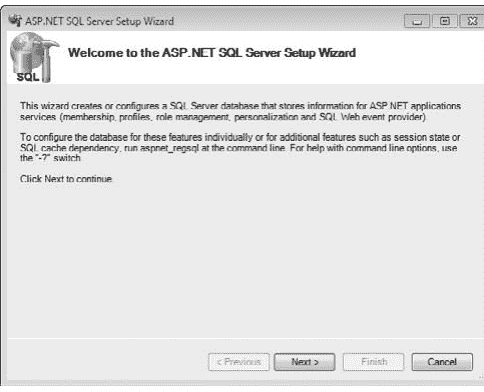 ASP.NET SQL Server Setup Wizard
SQL
Welcome to the ASP.NET SQL Server Setup Wizard
This wizard creates or configures a SQL Server database that stores information for ASP.NET applications
services (membership, profiles, role management, personalization and SQL Web event provider).
To configure the database for these features individually or for additional features such as session state or
SQL cache dependency, run aspnet_regsql at the command line. For help with command line options, use
the "-?" switch.
Click Next to continue.
< Previous
Next >
Finish
Cancel